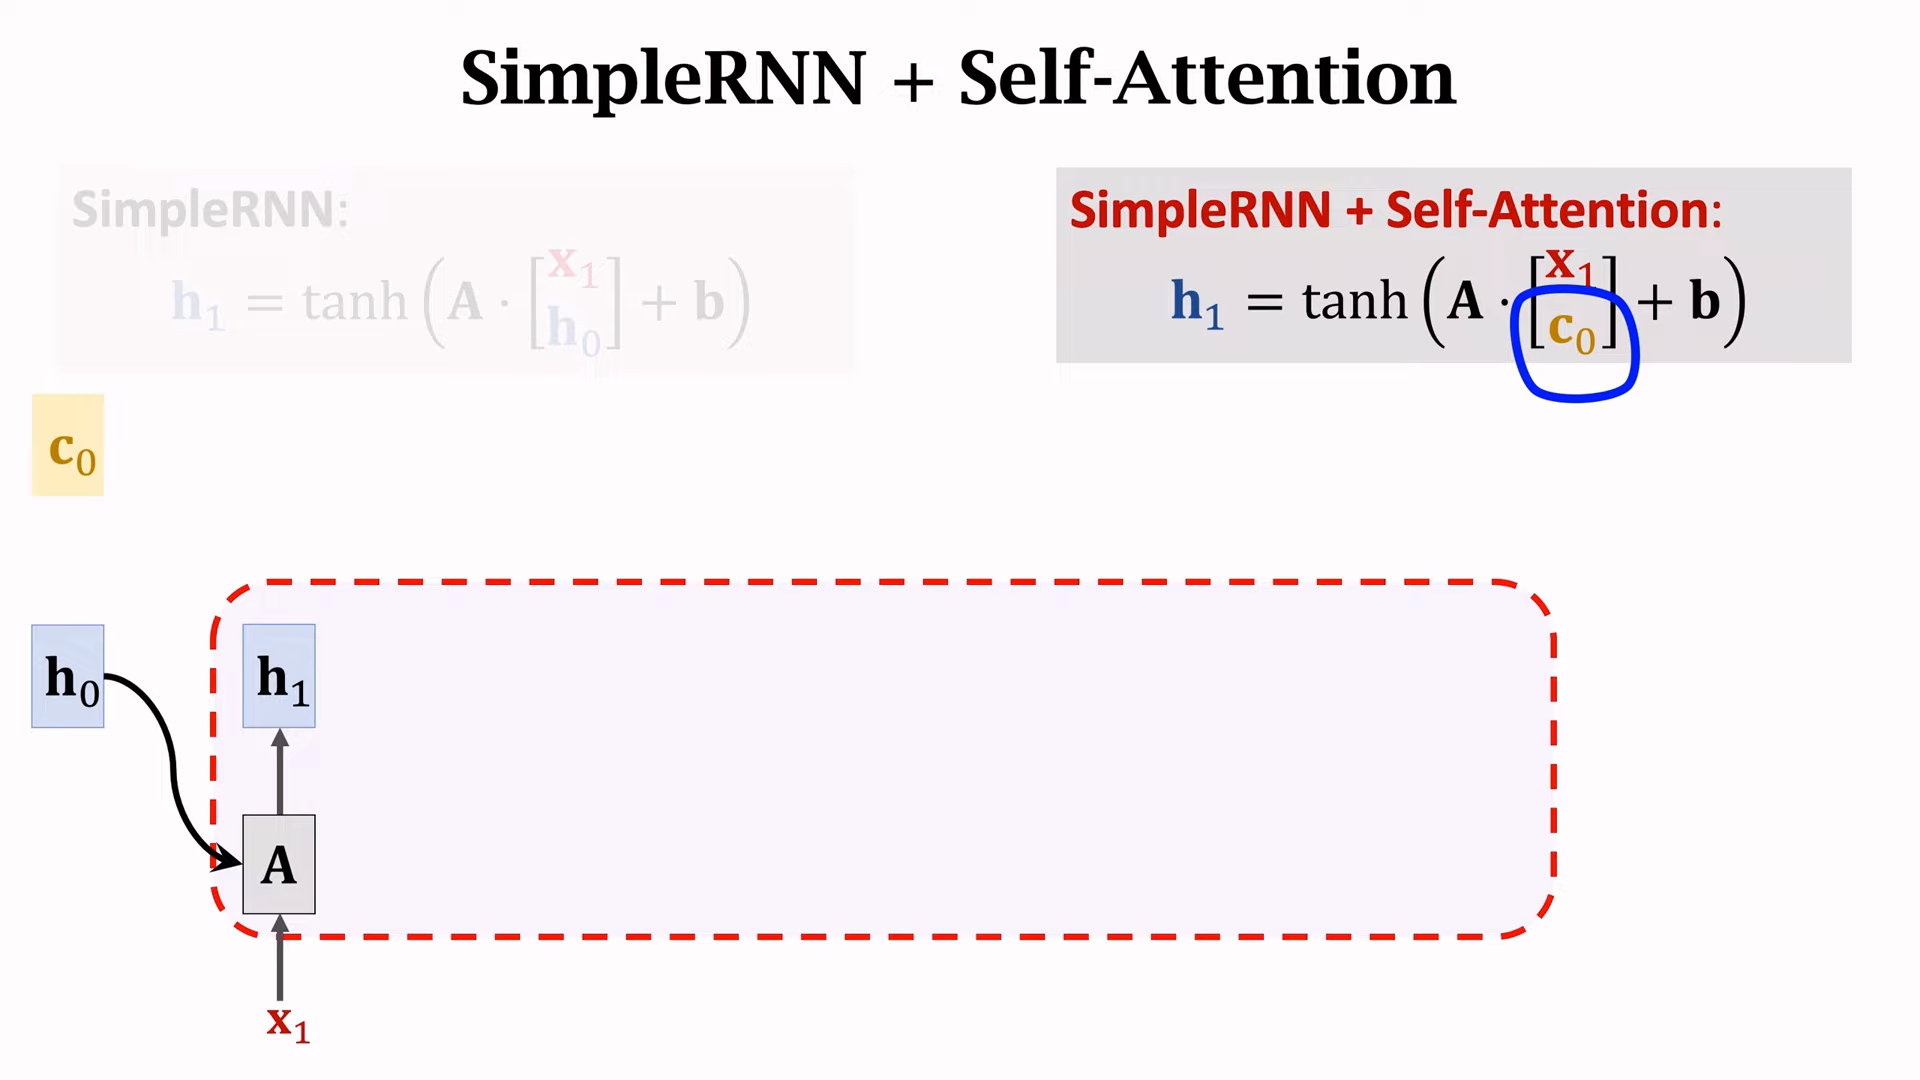 SimpleRNN + Self-Attention
SimpleRNN:
h₁ = tanh (A · [x₁ h₀] + b)
SimpleRNN + Self-Attention:
h₁ = tanh (A · [x₁ c₀] + b)
c₀
h₀
h₁
A
x₁